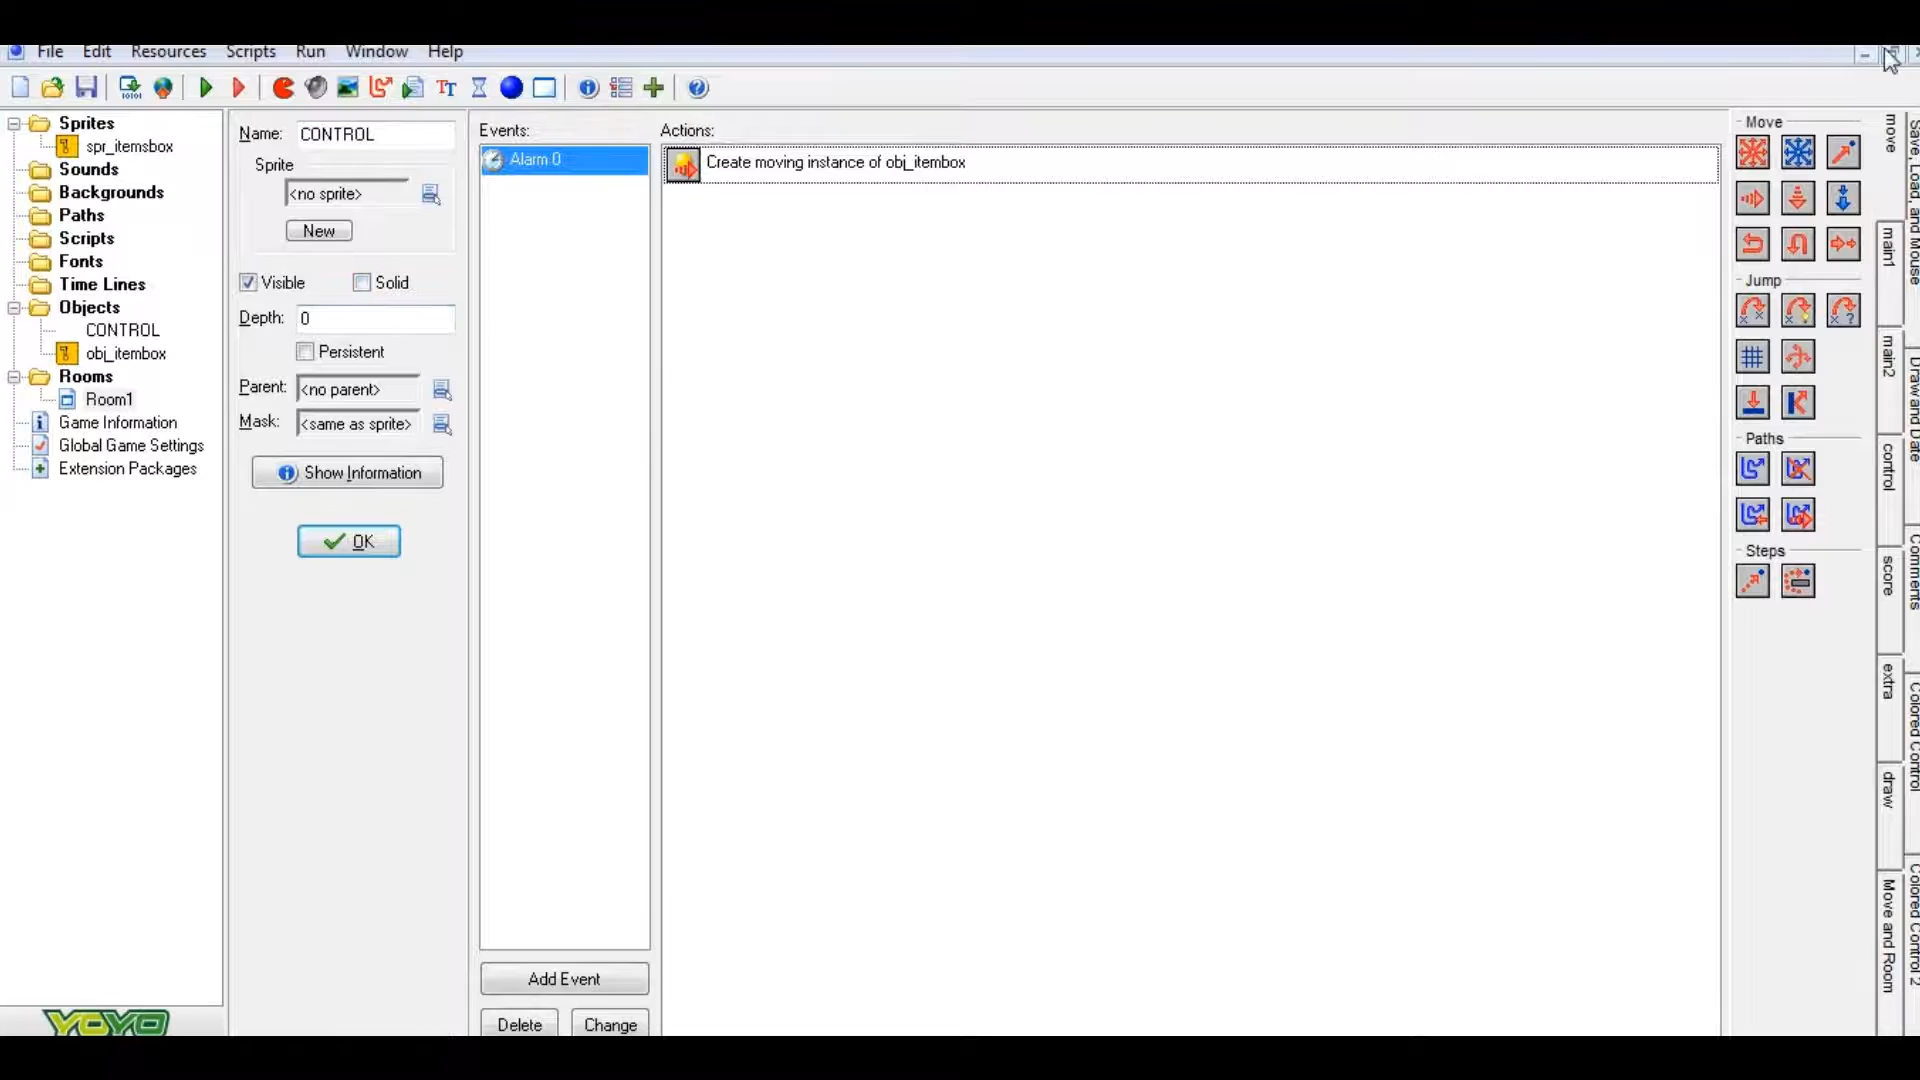 File Edit Resources Scripts Run Window Help
Sprites
spr_itemsbox
Sounds
Backgrounds
Paths
Scripts
Fonts
Time Lines
Objects
CONTROL
obj_itembox
Rooms
Room1
Game Information
Global Game Settings
Extension Packages
YOYO
Name: CONTROL
Sprite
<no sprite>
New
Visible Solid
Depth: 0
Persistent
Parent: <no parent>
Mask: <same as sprite>
Show Information
OK
Events:
Alarm 0
Add Event
Delete Change
Actions:
Create moving instance of obj_itembox
Move
Jump
Paths
Steps
move
main1
main2
control
score
extra
draw
Move and Room
Save, Load, and Mouse
Draw and Date
Comments
Colored Control
Colored Control 2